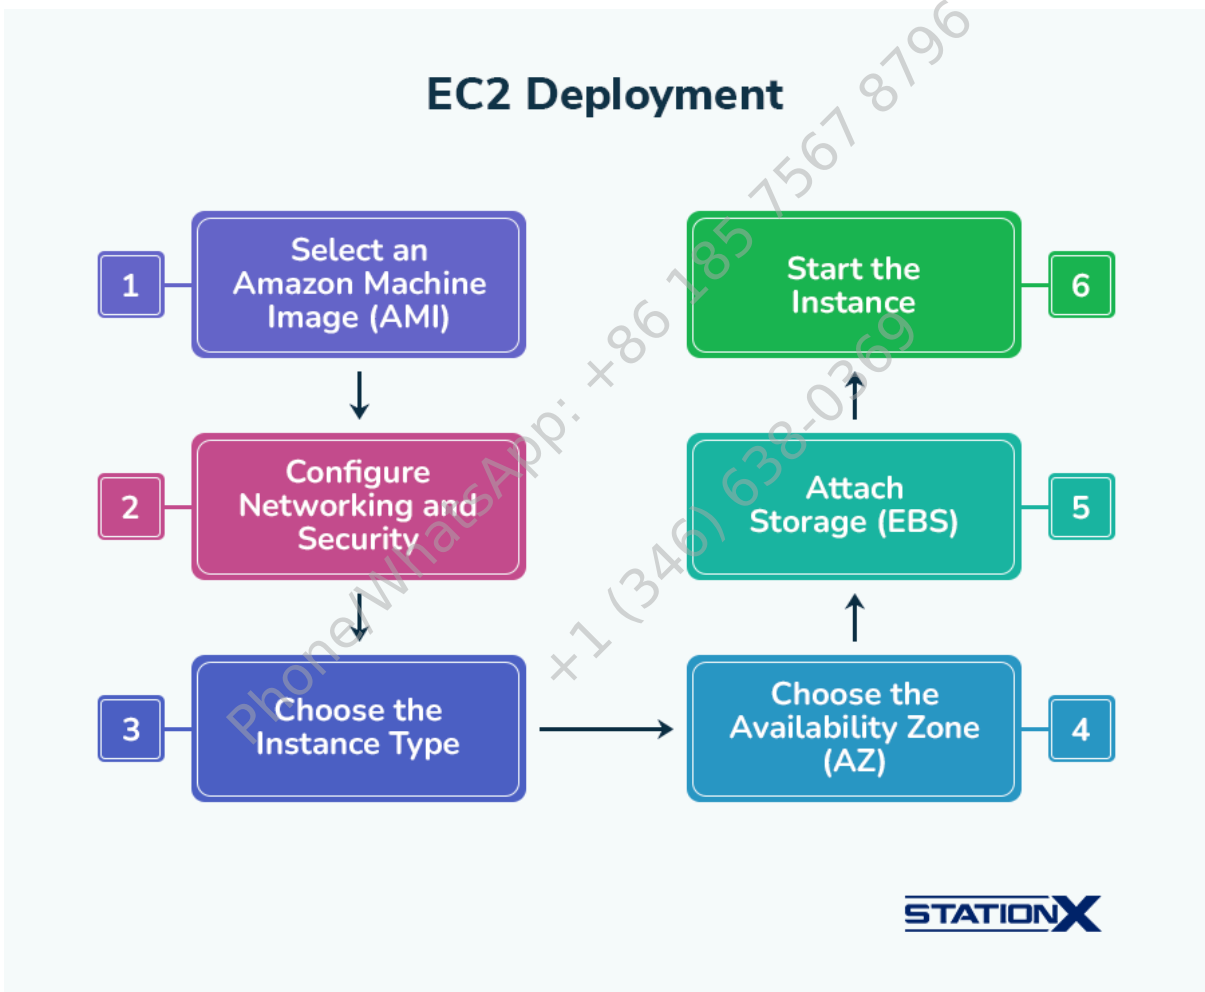 EC2 Deployment
1
Select an
Amazon Machine
Image (AMI)
2
Configure
Networking and
Security
3
Choose the
Instance Type
4
Choose the
Availability Zone
(AZ)
5
Attach
Storage (EBS)
6
Start the
Instance
Phone/WhatsApp: +86 185 7567 8796
+1 (346) 638-0369
STATIONX